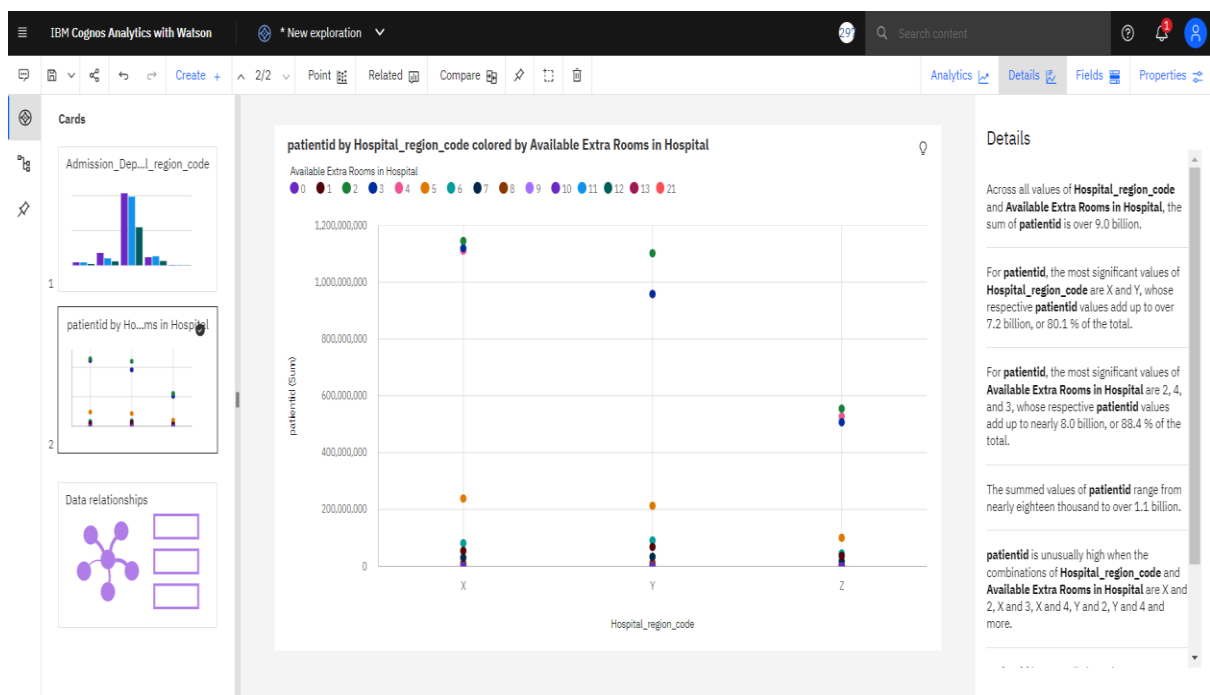 IBM Cognos Analytics with Watson
* New exploration
297
Search content
1
Create +
2/2
Point
Related
Compare
Analytics
Details
Fields
Properties
Cards
Admission_Dep...l_region_code
1
patientid by Ho...ms in Hospital
2
Data relationships
patientid by Hospital_region_code colored by Available Extra Rooms in Hospital
Available Extra Rooms in Hospital
0 1 2 3 4 5 6 7 8 9 10 11 12 13 21
1,200,000,000
1,000,000,000
800,000,000
600,000,000
400,000,000
200,000,000
0
patientid (Sum)
X Y Z
Hospital_region_code
Details
Across all values of Hospital_region_code
and Available Extra Rooms in Hospital, the
sum of patientid is over 9.0 billion.
For patientid, the most significant values of
Hospital_region_code are X and Y, whose
respective patientid values add up to over
7.2 billion, or 80.1 % of the total.
For patientid, the most significant values of
Available Extra Rooms in Hospital are 2, 4,
and 3, whose respective patientid values
add up to nearly 8.0 billion, or 88.4 % of the
total.
The summed values of patientid range from
nearly eighteen thousand to over 1.1 billion.
patientid is unusually high when the
combinations of Hospital_region_code and
Available Extra Rooms in Hospital are X and
2, X and 3, X and 4, Y and 2, Y and 4 and
more.